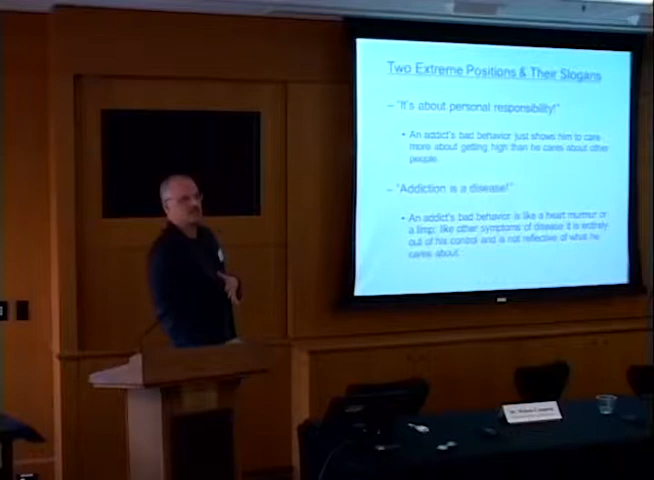 Two Extreme Positions & Their Slogans
– "It's about personal responsibility!"
• An addict's bad behavior just shows him to care
more about getting high than he cares about other
people.
– "Addiction is a disease!"
• An addict's bad behavior is like a heart murmur or
a limp: like other symptoms of disease it is entirely
out of his control and is not reflective of what he
cares about.